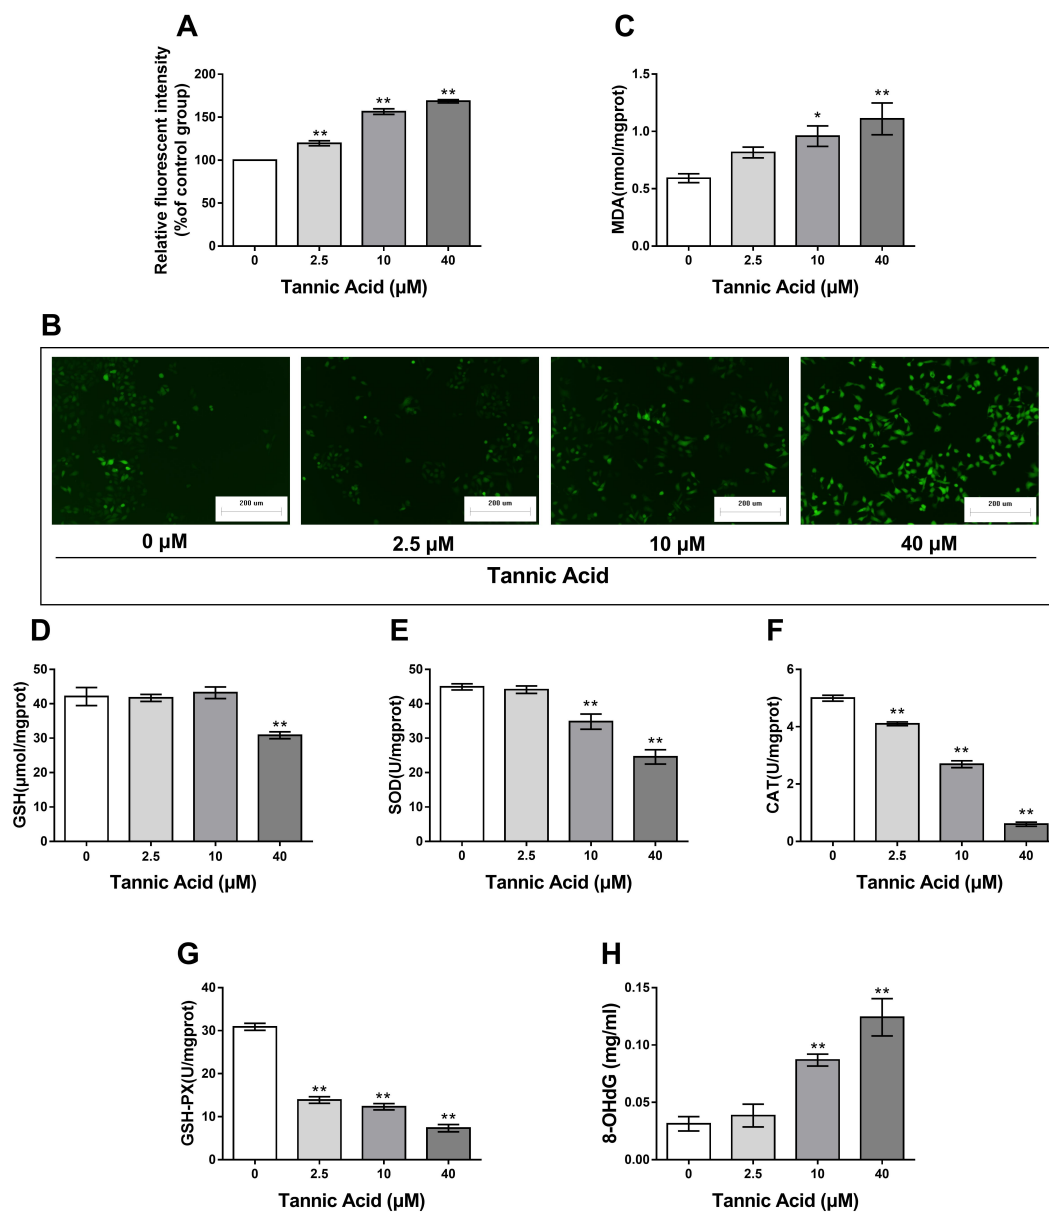 A
Relative fluorescent intensity
(%of control group)
200
150
100
50
0
**
**
**
0 2.5 10 40
Tannic Acid (μM)
C
MDA(nmol/mgprot)
1.5
1.0
0.5
0.0
*
**
0 2.5 10 40
Tannic Acid (μM)
B
200 um 200 um 200 um 200 um
0 μM 2.5 μM 10 μM 40 μM
Tannic Acid
D
GSH(μmol/mgprot)
50
40
30
20
10
0
**
0 2.5 10 40
Tannic Acid (μM)
E
SOD(U/mgprot)
50
40
30
20
10
0
**
**
0 2.5 10 40
Tannic Acid (μM)
F
CAT(U/mgprot)
6
4
2
0
**
**
**
0 2.5 10 40
Tannic Acid (μM)
G
GSH-PX(U/mgprot)
40
30
20
10
0
**
**
**
0 2.5 10 40
Tannic Acid (μM)
H
8-OHdG (mg/ml)
0.15
0.10
0.05
0.00
**
**
0 2.5 10 40
Tannic Acid (μM)